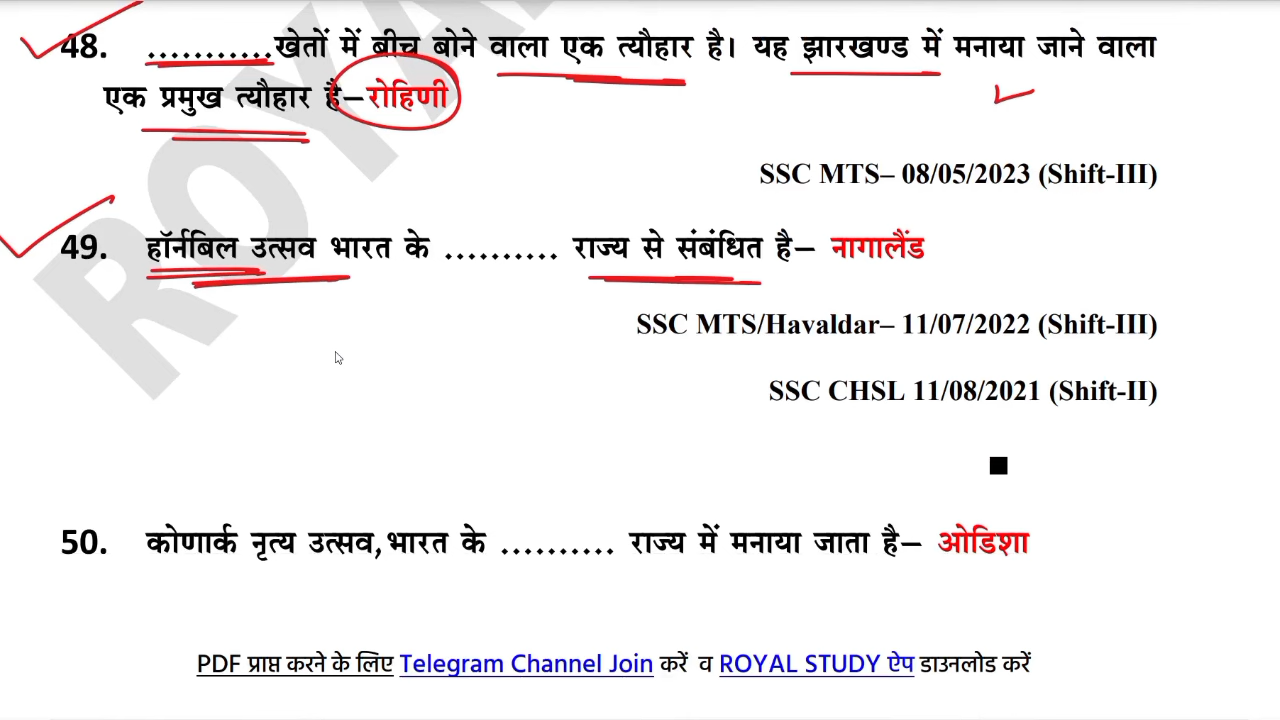 48. ...........खेतों में बीच बोने वाला एक त्यौहार है। यह झारखण्ड में मनाया जाने वाला
एक प्रमुख त्यौहार है–रोहिणी
SSC MTS– 08/05/2023 (Shift-III)
49. हॉर्नबिल उत्सव भारत के .......... राज्य से संबंधित है– नागालैंड
SSC MTS/Havaldar– 11/07/2022 (Shift-III)
SSC CHSL 11/08/2021 (Shift-II)
50. कोणार्क नृत्य उत्सव,भारत के .......... राज्य में मनाया जाता है– ओडिशा
PDF प्राप्त करने के लिए Telegram Channel Join करें व ROYAL STUDY ऐप डाउनलोड करें
ROYAL